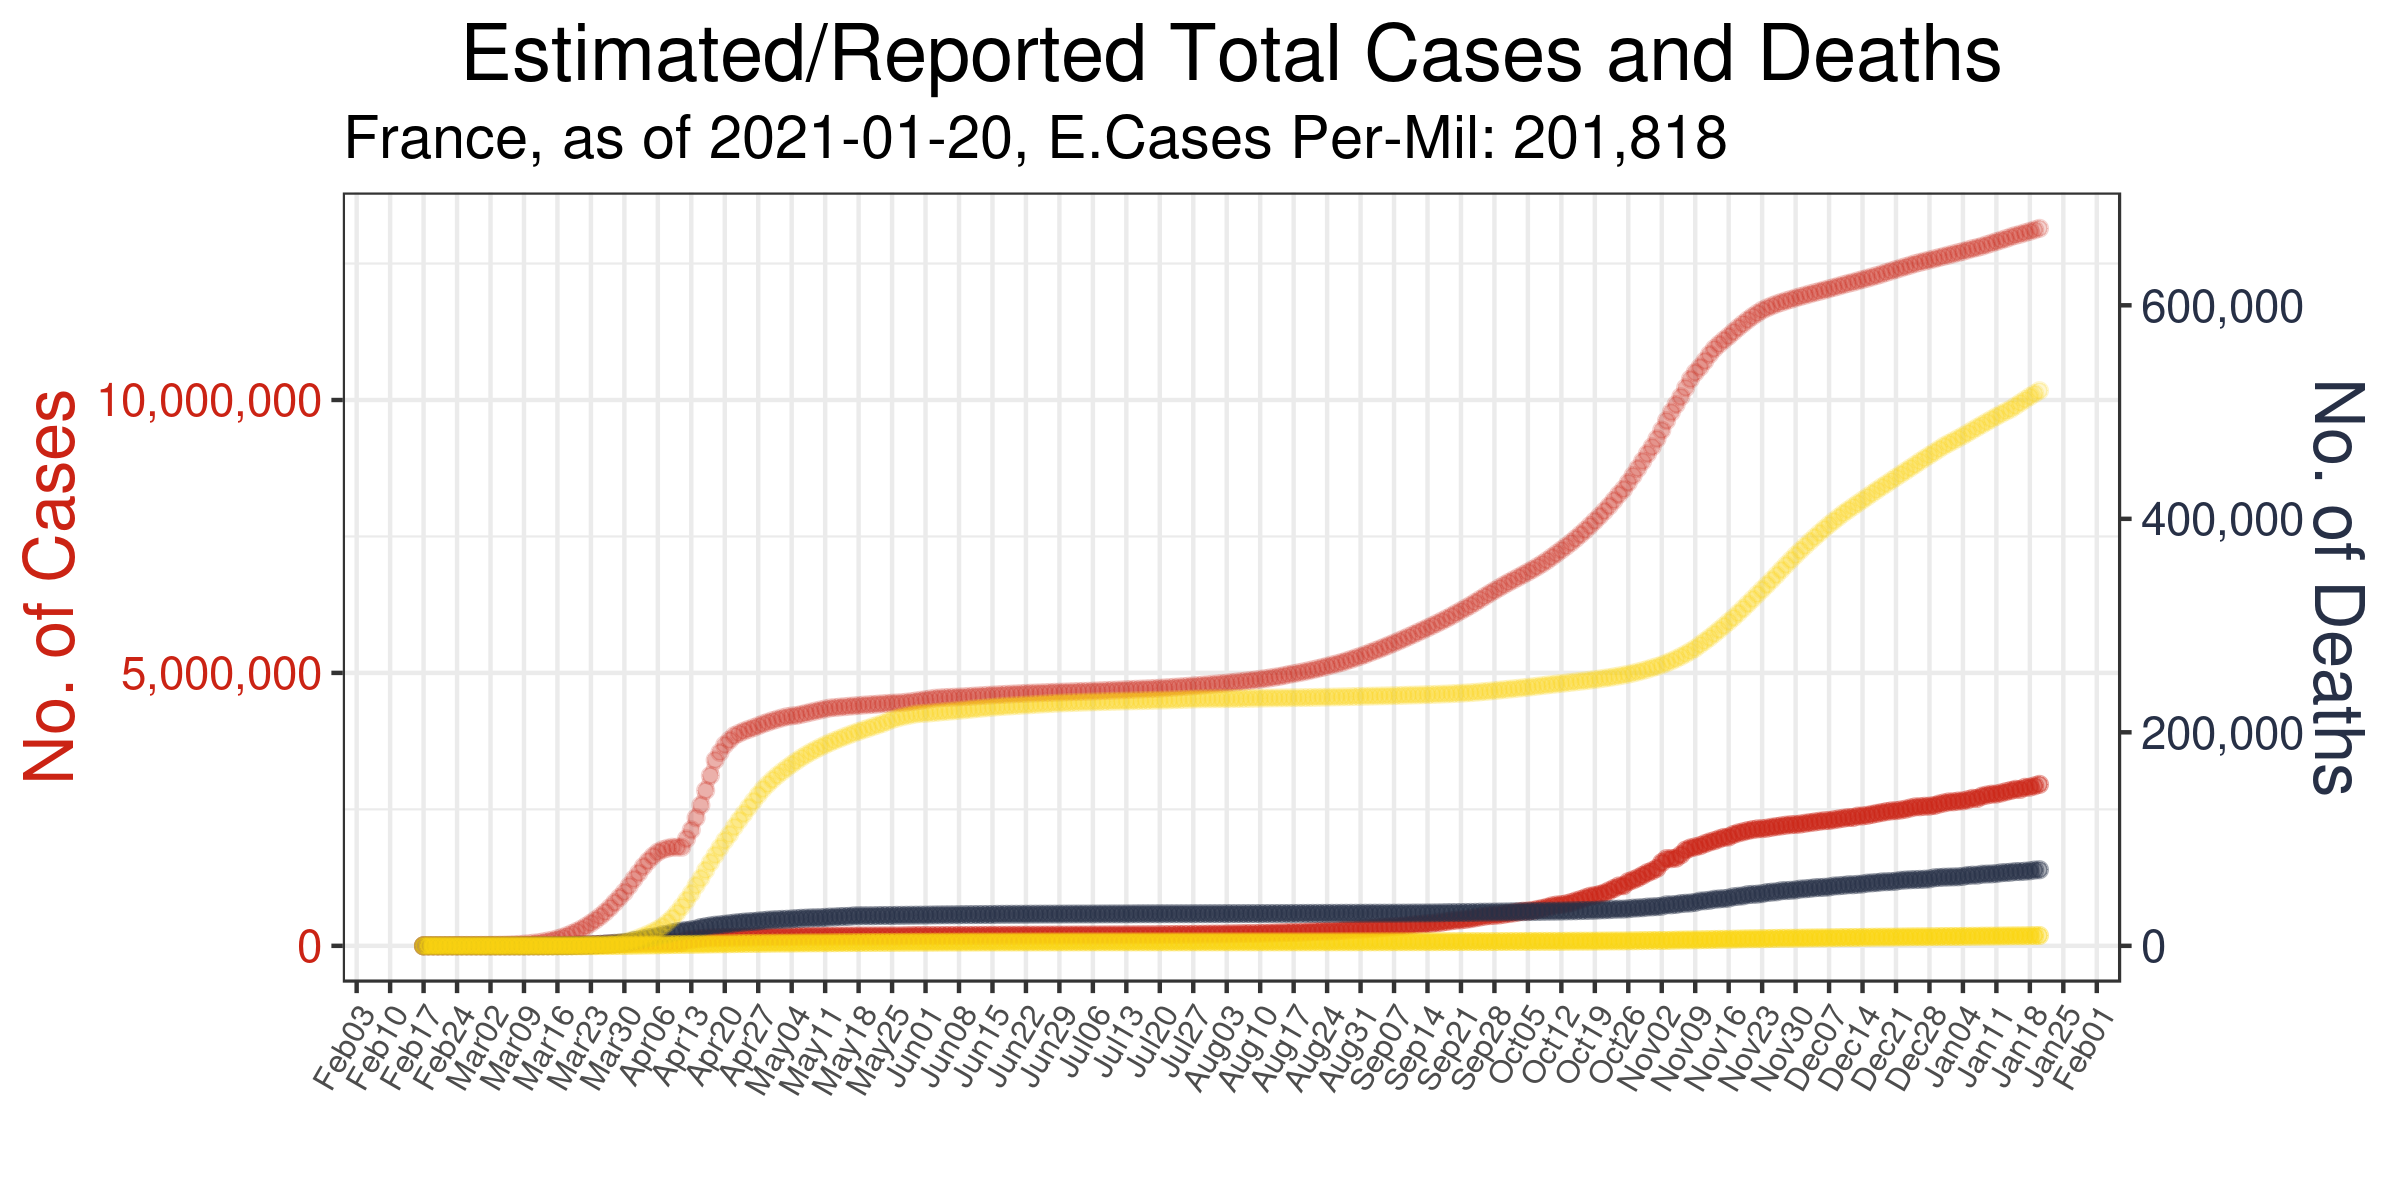 Estimated/Reported Total Cases and Deaths
France, as of 2021-01-20, E.Cases Per-Mil: 201,818
No. of Cases
10,000,000
5,000,000
0
600,000
400,000
200,000
0
No. of Deaths
Feb03
Feb10
Feb17
Feb24
Mar02
Mar09
Mar16
Mar23
Mar30
Apr06
Apr13
Apr20
Apr27
May04
May11
May18
May25
Jun01
Jun08
Jun15
Jun22
Jun29
Jul06
Jul13
Jul20
Jul27
Aug03
Aug10
Aug17
Aug24
Aug31
Sep07
Sep14
Sep21
Sep28
Oct05
Oct12
Oct19
Oct26
Nov02
Nov09
Nov16
Nov23
Nov30
Dec07
Dec14
Dec21
Dec28
Jan04
Jan11
Jan18
Jan25
Feb01